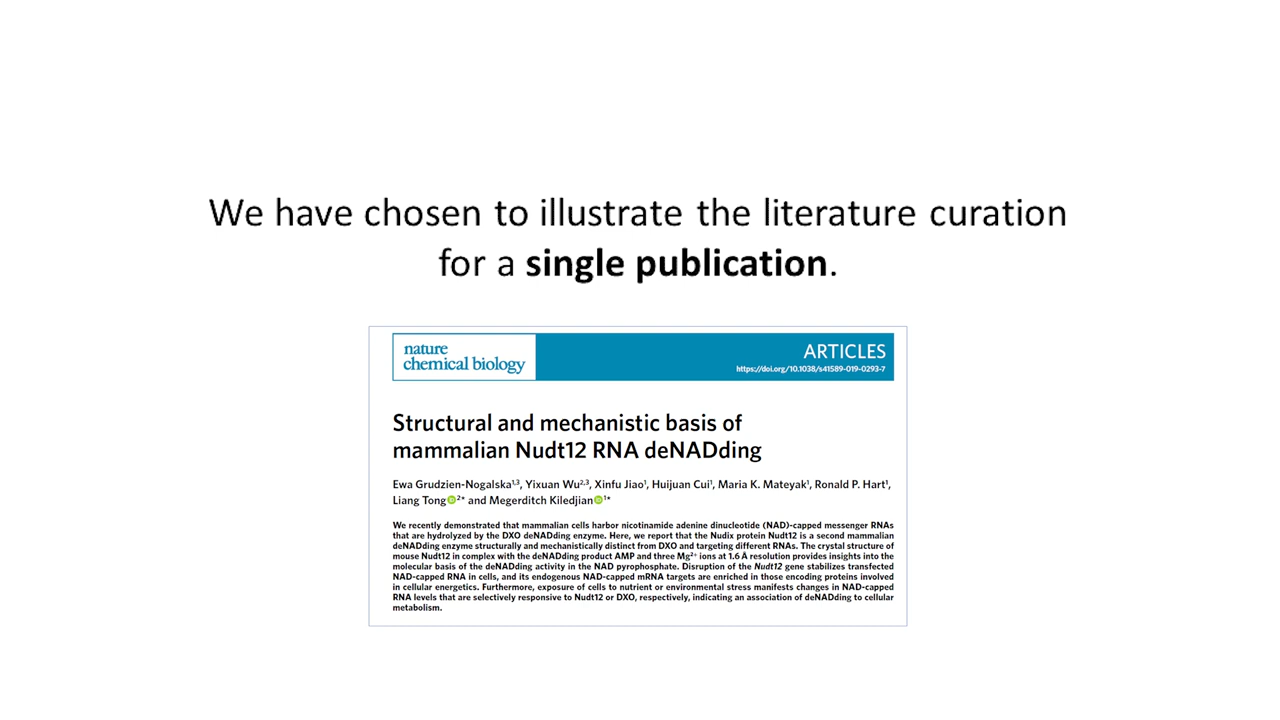 We have chosen to illustrate the literature curation
for a single publication.
nature
chemical biology
ARTICLES
https://doi.org/10.1038/s41589-019-0293-7
Structural and mechanistic basis of
mammalian Nudt12 RNA deNADding
Ewa Grudzien-Nogalska1,3, Yixuan Wu2,3, Xinfu Jiao1, Huijuan Cui1, Maria K. Mateyak1, Ronald P. Hart1,
Liang Tong iD 2* and Megerditch Kiledjian iD 1*
We recently demonstrated that mammalian cells harbor nicotinamide adenine dinucleotide (NAD)-capped messenger RNAs
that are hydrolyzed by the DXO deNADding enzyme. Here, we report that the Nudix protein Nudt12 is a second mammalian
deNADding enzyme structurally and mechanistically distinct from DXO and targeting different RNAs. The crystal structure of
mouse Nudt12 in complex with the deNADding product AMP and three Mg2+ ions at 1.6 Å resolution provides insights into the
molecular basis of the deNADding activity in the NAD pyrophosphate. Disruption of the Nudt12 gene stabilizes transfected
NAD-capped RNA in cells, and its endogenous NAD-capped mRNA targets are enriched in those encoding proteins involved
in cellular energetics. Furthermore, exposure of cells to nutrient or environmental stress manifests changes in NAD-capped
RNA levels that are selectively responsive to Nudt12 or DXO, respectively, indicating an association of deNADding to cellular
metabolism.